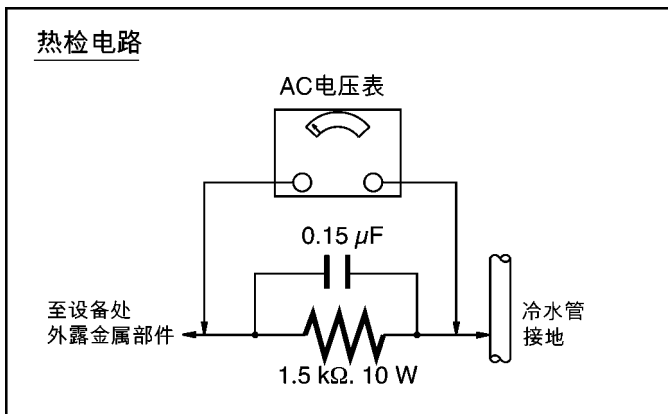 热检电路
AC电压表
0.15 μF
至设备处
外露金属部件
冷水管
接地
1.5 kΩ. 10 W